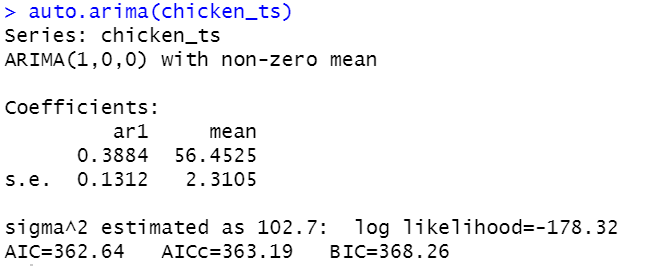 > auto.arima(chicken_ts)
Series: chicken_ts
ARIMA(1,0,0) with non-zero mean
Coefficients:
ar1 mean
0.3884 56.4525
s.e. 0.1312 2.3105
sigma^2 estimated as 102.7: log likelihood=-178.32
AIC=362.64 AICc=363.19 BIC=368.26